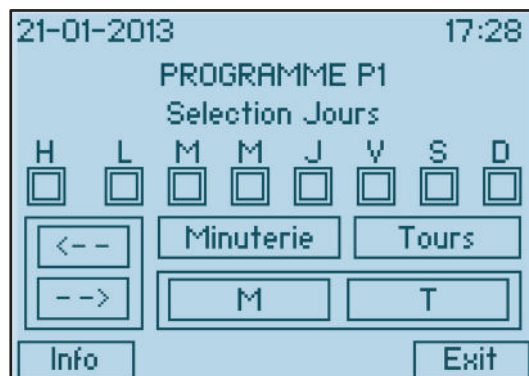 21-01-2013 17:28
PROGRAMME P1
Selection Jours
H L M M J V S D
<-- Minuterie Tours
--> M T
Info Exit